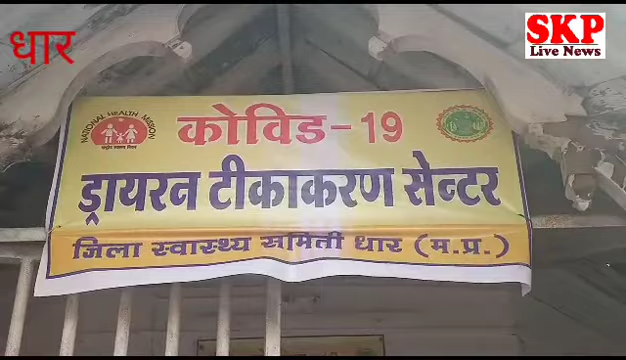 धार
SKP
Live News
NATIONAL HEALTH MISSION
कोविड-19
ड्रायरन टीकाकरण सेन्टर
जिला स्वास्थ्य समिती धार (म.प्र.)